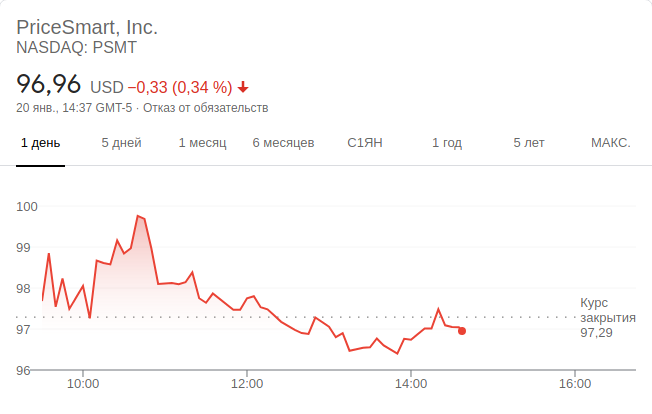 PriceSmart, Inc.
NASDAQ: PSMT
96,96 USD −0,33 (0,34 %)
20 янв., 14:37 GMT-5 · Отказ от обязательств
1 день 5 дней 1 месяц 6 месяцев С1ЯН 1 год 5 лет МАКС.
100
99
98
Курс
закрытия
97,29
97
96
10:00 12:00 14:00 16:00